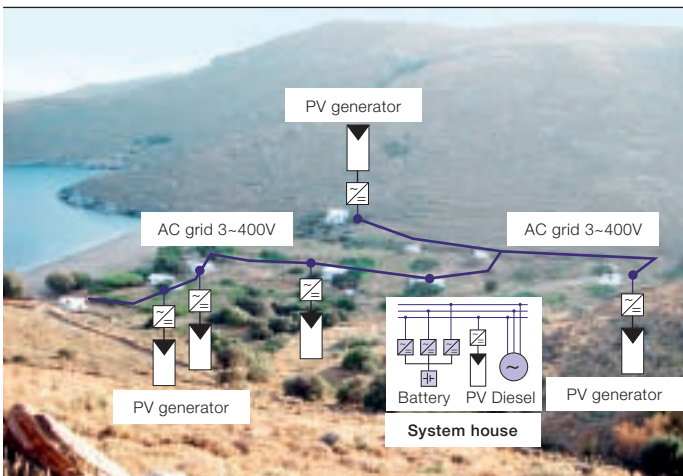 PV generator
AC grid 3~400V
AC grid 3~400V
Battery
PV Diesel
System house
PV generator
PV generator